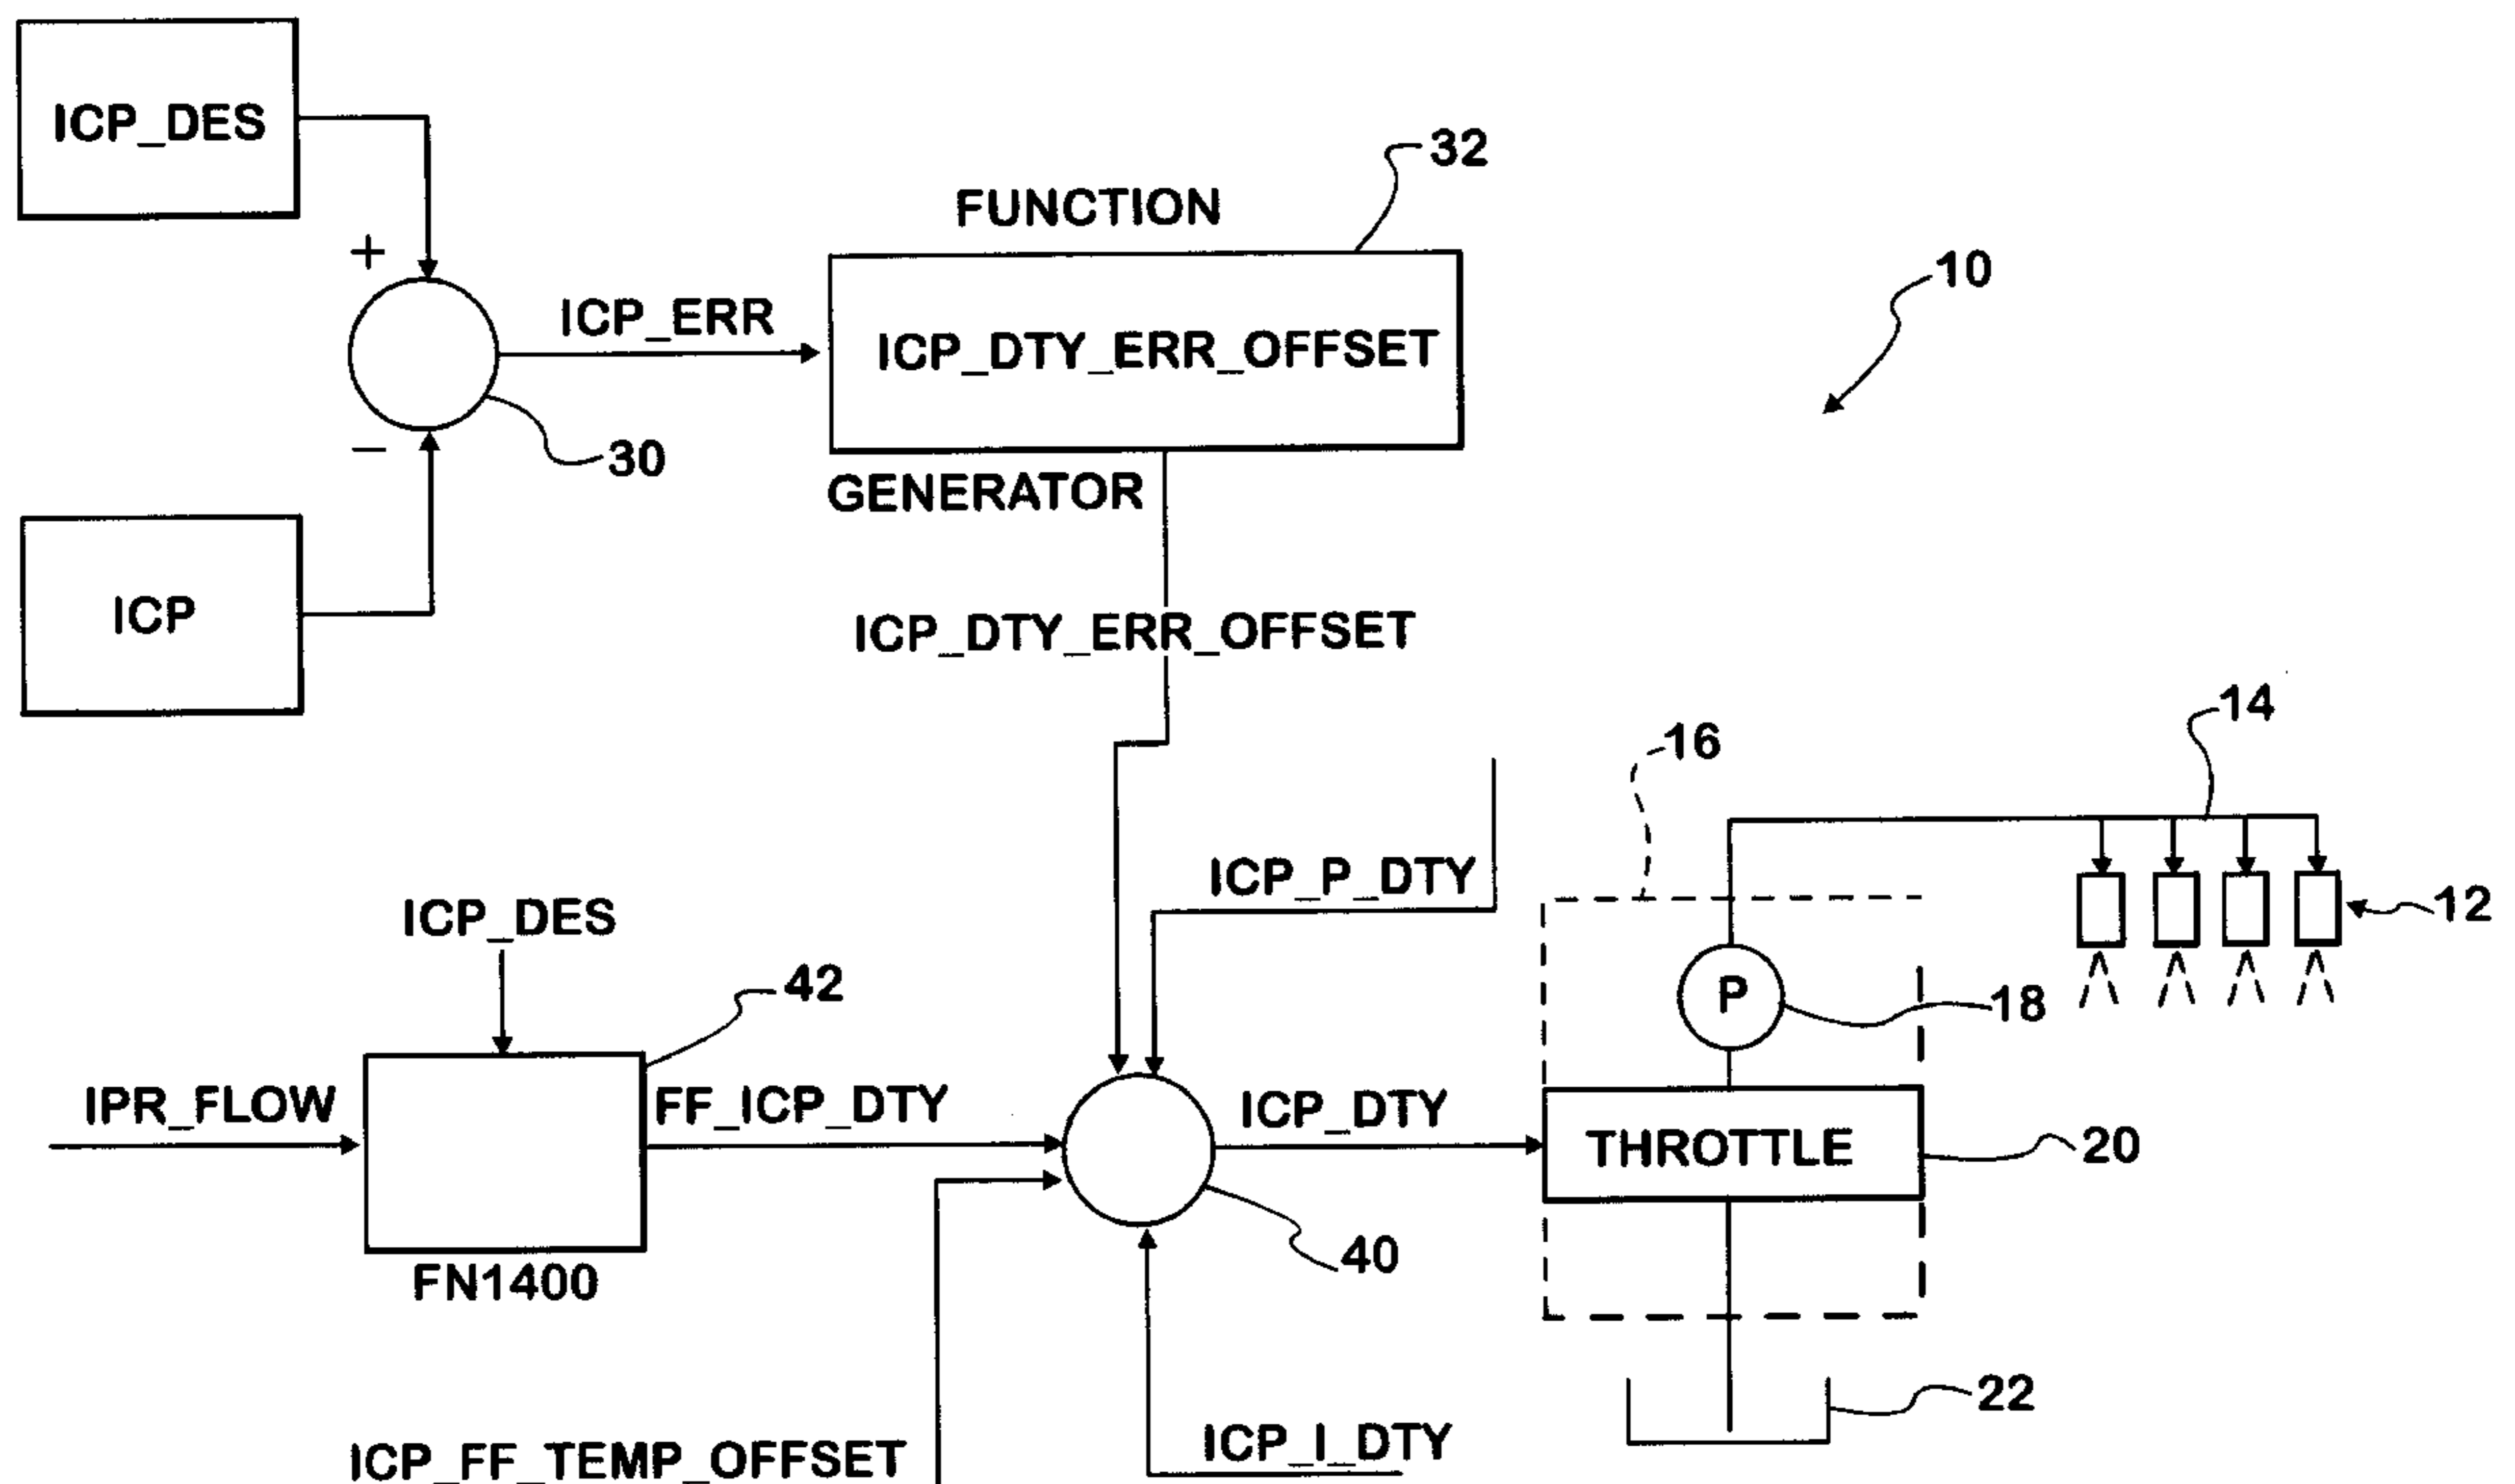 ICP_DES
32
FUNCTION
+
10
ICP_ERR
ICP_DTY_ERR_OFFSET
−
30
GENERATOR
ICP
ICP_DTY_ERR_OFFSET
14
16
ICP_P_DTY
12
ICP_DES
42
P
18
IPR_FLOW
FF_ICP_DTY
ICP_DTY
THROTTLE
20
40
FN1400
22
ICP_FF_TEMP_OFFSET
ICP_I_DTY